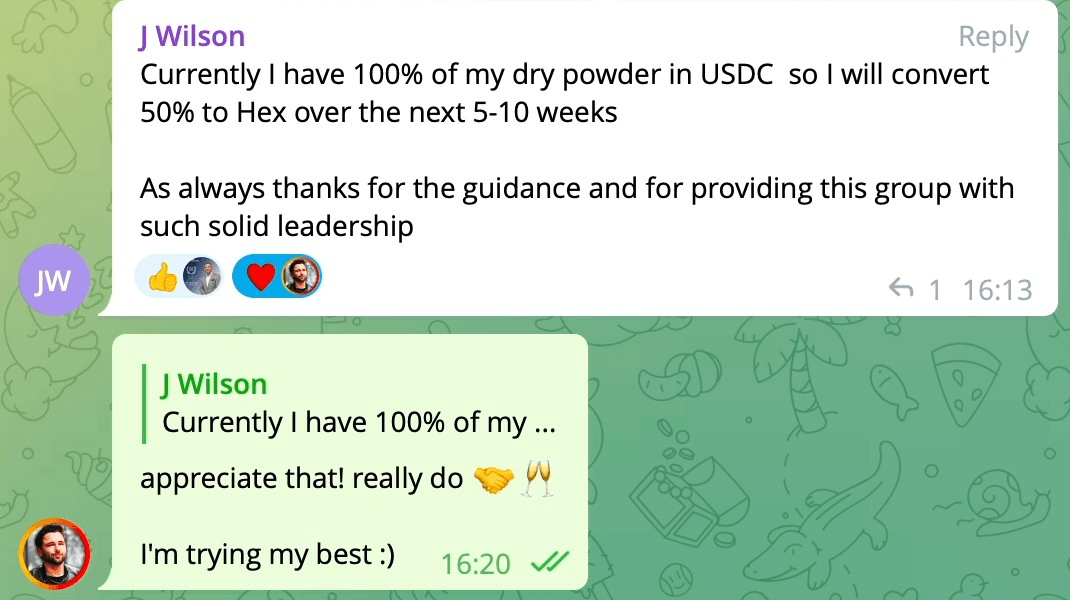 J Wilson
Reply
Currently I have 100% of my dry powder in USDC  so I will convert
50% to Hex over the next 5-10 weeks
As always thanks for the guidance and for providing this group with
such solid leadership
JW
1 16:13
J Wilson
Currently I have 100% of my ...
appreciate that! really do 🤝 🥂
I'm trying my best :)
16:20